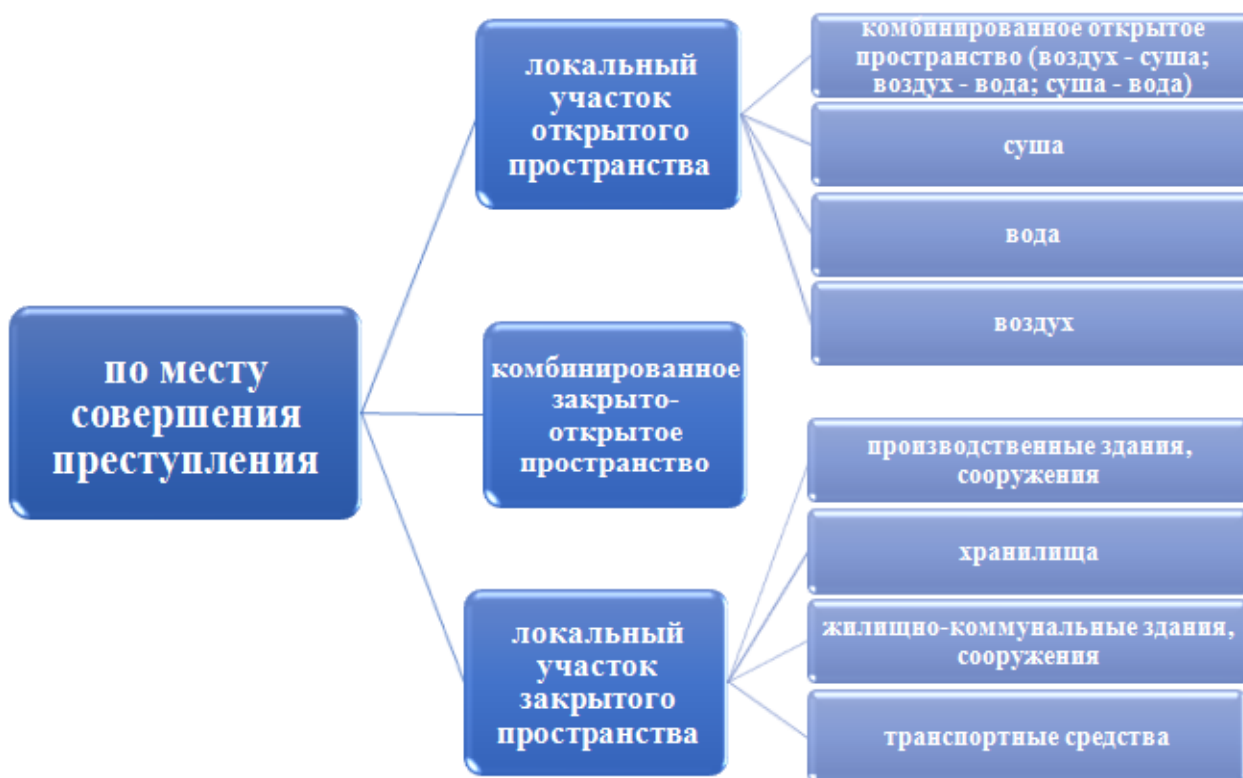 по месту
совершения
преступления
локальный
участок
открытого
пространства
комбинированное открытое
пространство (воздух - суша;
воздух - вода; суша - вода)
суша
вода
воздух
комбинированное
закрыто-
открытое
пространство
локальный
участок
закрытого
пространства
производственные здания,
сооружения
хранилища
жилищно-коммунальные здания,
сооружения
транспортные средства